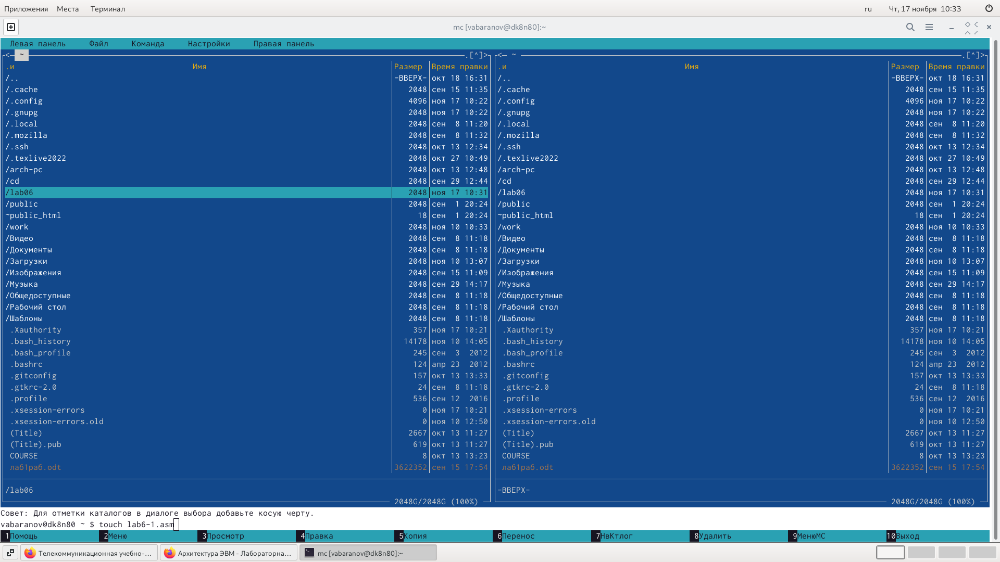 Приложения Места Терминал ru Чт, 17 ноября 10:33
mc [vabaranov@dk8n80]:~
Левая панель Файл Команда Настройки Правая панель
<─ ~ .[^]> <─ ~ .[^]>
.и Имя Размер Время правки .и Имя Размер Время правки
/.. -ВВЕРХ- окт 18 16:31 /.. -ВВЕРХ- окт 18 16:31
/.cache 2048 сен 15 11:35 /.cache 2048 сен 15 11:35
/.config 4096 ноя 17 10:22 /.config 4096 ноя 17 10:22
/.gnupg 2048 ноя 17 10:22 /.gnupg 2048 ноя 17 10:22
/.local 2048 сен 8 11:20 /.local 2048 сен 8 11:20
/.mozilla 2048 сен 8 11:32 /.mozilla 2048 сен 8 11:32
/.ssh 2048 окт 13 12:34 /.ssh 2048 окт 13 12:34
/.texlive2022 2048 окт 27 10:49 /.texlive2022 2048 окт 27 10:49
/arch-pc 2048 окт 13 12:48 /arch-pc 2048 окт 13 12:48
/cd 2048 сен 29 12:44 /cd 2048 сен 29 12:44
/lab06 2048 ноя 17 10:31 /lab06 2048 ноя 17 10:31
/public 2048 сен 1 20:24 /public 2048 сен 1 20:24
~public_html 18 сен 1 20:24 ~public_html 18 сен 1 20:24
/work 2048 ноя 10 10:33 /work 2048 ноя 10 10:33
/Видео 2048 сен 8 11:18 /Видео 2048 сен 8 11:18
/Документы 2048 сен 8 11:18 /Документы 2048 сен 8 11:18
/Загрузки 2048 ноя 10 13:07 /Загрузки 2048 ноя 10 13:07
/Изображения 2048 сен 15 11:09 /Изображения 2048 сен 15 11:09
/Музыка 2048 сен 29 14:17 /Музыка 2048 сен 29 14:17
/Общедоступные 2048 сен 8 11:18 /Общедоступные 2048 сен 8 11:18
/Рабочий стол 2048 сен 8 11:18 /Рабочий стол 2048 сен 8 11:18
/Шаблоны 2048 сен 8 11:18 /Шаблоны 2048 сен 8 11:18
.Xauthority 357 ноя 17 10:21 .Xauthority 357 ноя 17 10:21
.bash_history 14178 ноя 10 14:05 .bash_history 14178 ноя 10 14:05
.bash_profile 245 сен 3 2012 .bash_profile 245 сен 3 2012
.bashrc 124 апр 23 2012 .bashrc 124 апр 23 2012
.gitconfig 157 окт 13 13:33 .gitconfig 157 окт 13 13:33
.gtkrc-2.0 24 сен 8 11:18 .gtkrc-2.0 24 сен 8 11:18
.profile 536 сен 12 2016 .profile 536 сен 12 2016
.xsession-errors 0 ноя 17 10:21 .xsession-errors 0 ноя 17 10:21
.xsession-errors.old 0 ноя 10 12:50 .xsession-errors.old 0 ноя 10 12:50
(Title) 2667 окт 13 11:27 (Title) 2667 окт 13 11:27
(Title).pub 619 окт 13 11:27 (Title).pub 619 окт 13 11:27
COURSE 8 окт 13 13:23 COURSE 8 окт 13 13:23
лаб1раб.odt 3622352 сен 15 17:54 лаб1раб.odt 3622352 сен 15 17:54
/lab06 -ВВЕРХ-
2048G/2048G (100%) 2048G/2048G (100%)
Совет: Для отметки каталогов в диалоге выбора добавьте косую черту.
vabaranov@dk8n80 ~ $ touch lab6-1.asm
1Помощь 2Меню 3Просмотр 4Правка 5Копия 6Перенос 7НвКтлог 8Удалить 9МенюМС 10Выход
Телекоммуникационная учебно-... Архитектура ЭВМ - Лабораторна... mc [vabaranov@dk8n80]:~